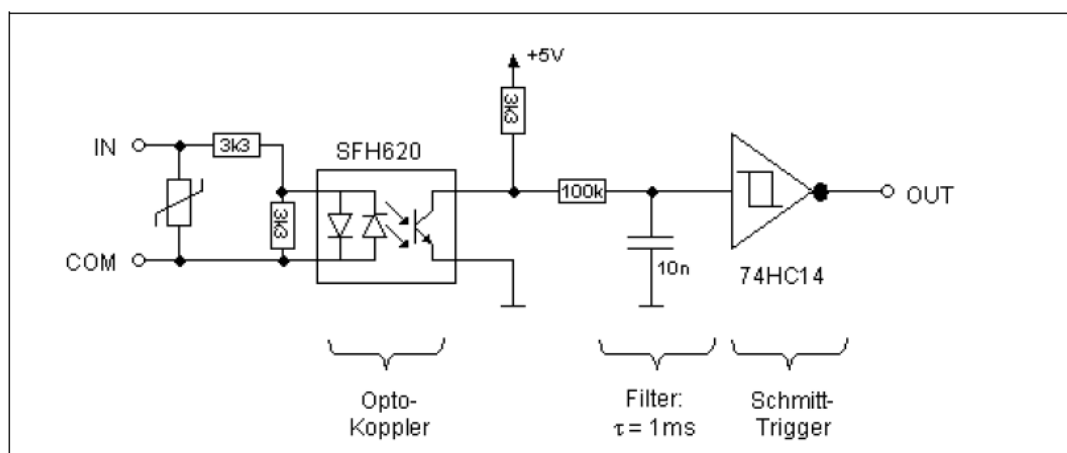 +5V
3k3
IN
3k3
SFH620
3k3
100k
OUT
COM
10n
74HC14
Opto-
Koppler
Filter:
τ = 1ms
Schmitt-
Trigger